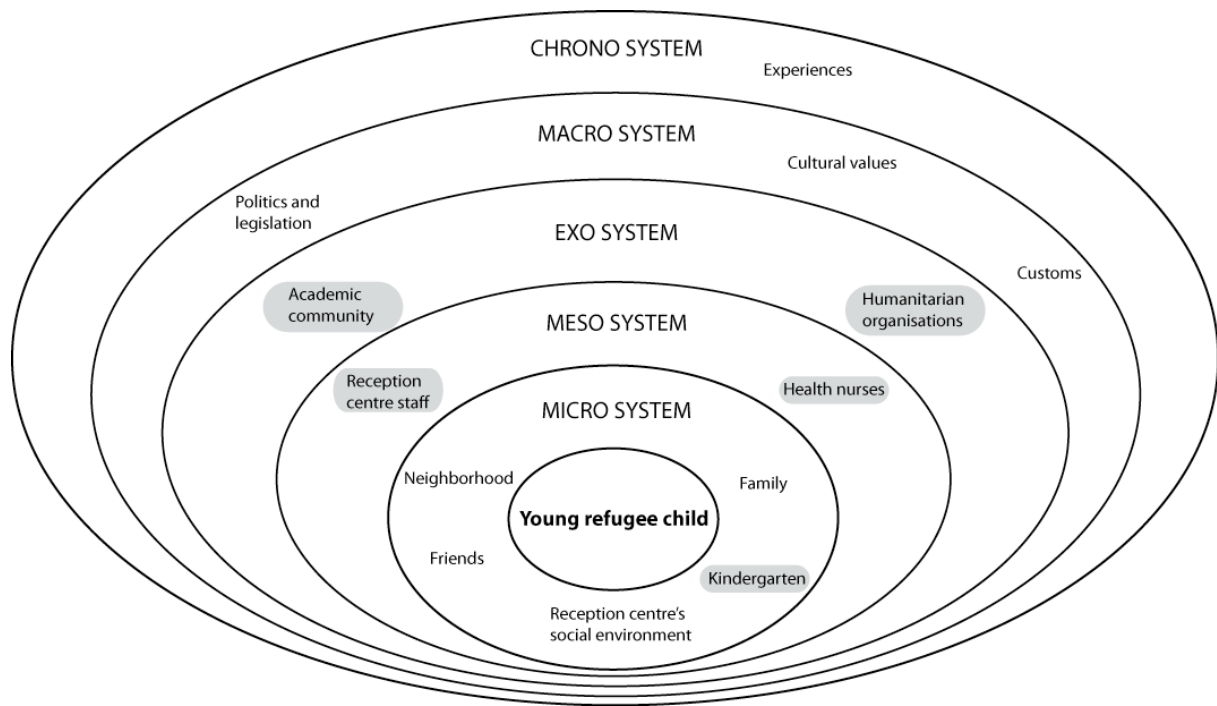 CHRONO SYSTEM
Experiences
MACRO SYSTEM
Cultural values
Politics and
legislation
EXO SYSTEM
Customs
Academic
community
Humanitarian
organisations
MESO SYSTEM
Reception
centre staff
Health nurses
MICRO SYSTEM
Neighborhood
Family
Young refugee child
Friends
Kindergarten
Reception centre's
social environment